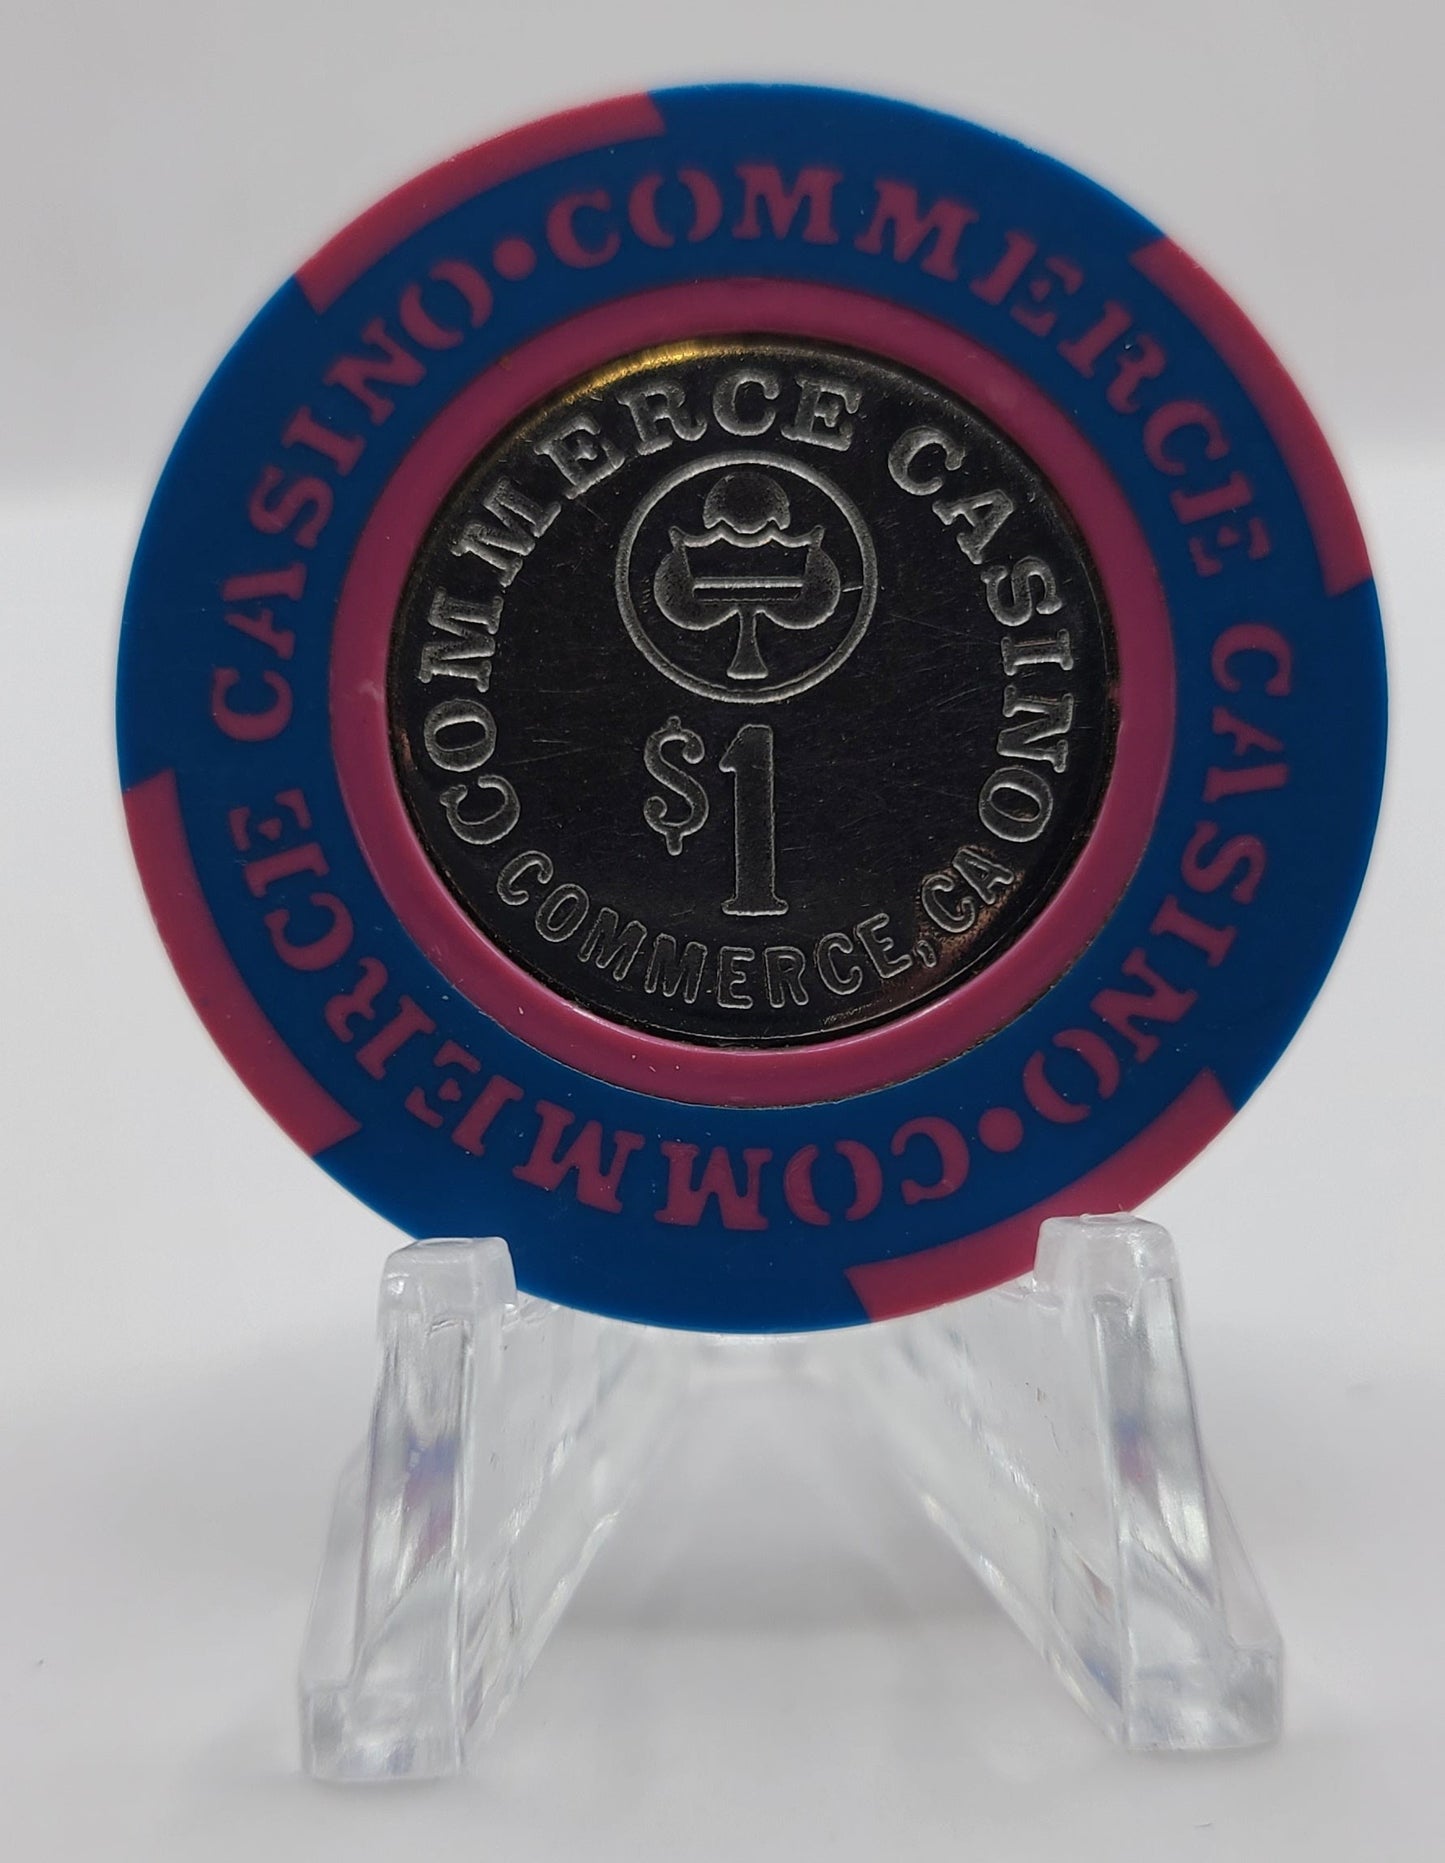 COMMERCE CASINO • COMMERCE CASINO •
COMMERCE CASINO
$1
COMMERCE, CA